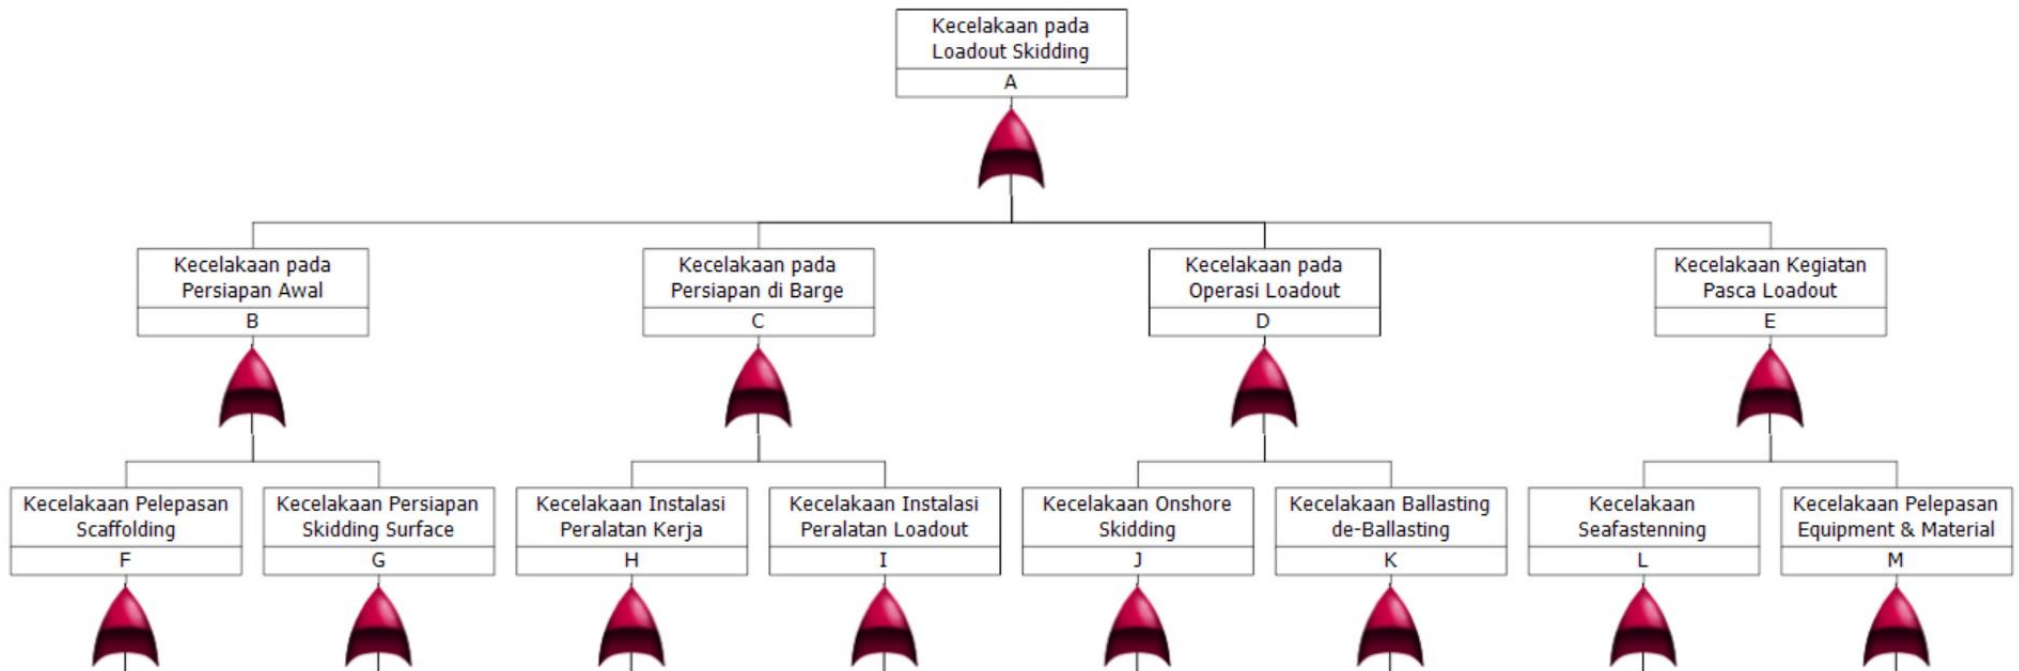 Kecelakaan pada
Loadout Skidding
A
Kecelakaan pada
Persiapan Awal
B
Kecelakaan pada
Persiapan di Barge
C
Kecelakaan pada
Operasi Loadout
D
Kecelakaan Kegiatan
Pasca Loadout
E
Kecelakaan Pelepasan
Scaffolding
F
Kecelakaan Persiapan
Skidding Surface
G
Kecelakaan Instalasi
Peralatan Kerja
H
Kecelakaan Instalasi
Peralatan Loadout
I
Kecelakaan Onshore
Skidding
J
Kecelakaan Ballasting
de-Ballasting
K
Kecelakaan
Seafastenning
L
Kecelakaan Pelepasan
Equipment & Material
M